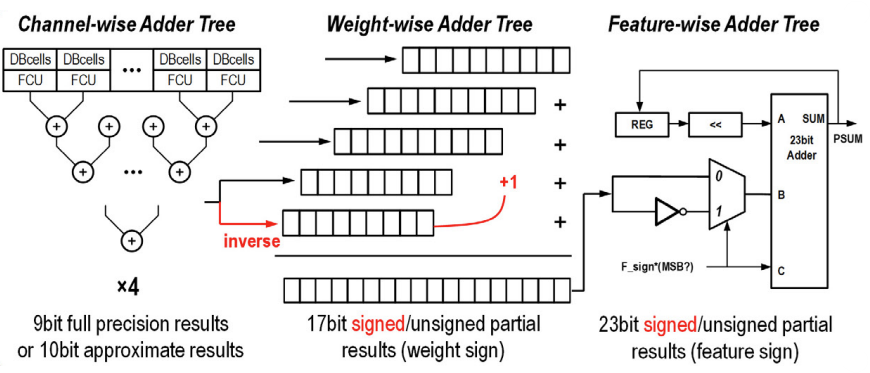 Channel-wise Adder Tree
DBcells DBcells ... DBcells DBcells
FCU FCU FCU FCU
+ + + +
+ ... +
+
×4
9bit full precision results
or 10bit approximate results
Weight-wise Adder Tree
+
+
+1 +
inverse +
17bit signed/unsigned partial
results (weight sign)
Feature-wise Adder Tree
REG << A SUM
23bit
Adder
PSUM
0
B
1
F_sign*(MSB?) C
23bit signed/unsigned partial
results (feature sign)